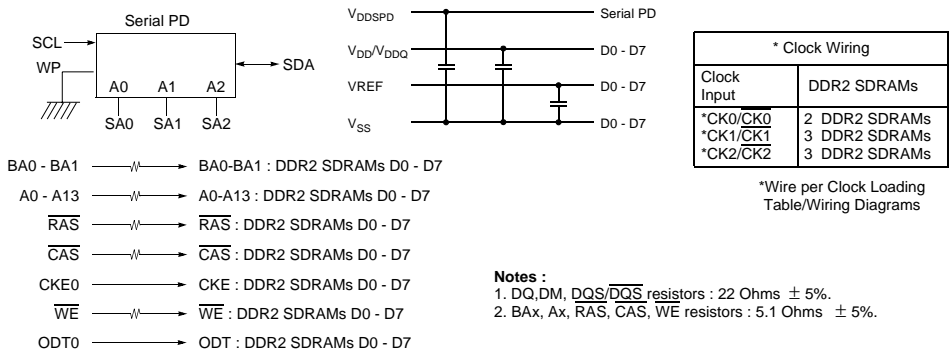 Serial PD
SCL
WP
SDA
A0 A1 A2
SA0 SA1 SA2
VDDSPD Serial PD
VDD/VDDQ D0 - D7
VREF D0 - D7
VSS D0 - D7
* Clock Wiring
Clock Input DDR2 SDRAMs
*CK0/CK0 2 DDR2 SDRAMs
*CK1/CK1 3 DDR2 SDRAMs
*CK2/CK2 3 DDR2 SDRAMs
*Wire per Clock Loading
Table/Wiring Diagrams
BA0 - BA1 BA0-BA1 : DDR2 SDRAMs D0 - D7
A0 - A13 A0-A13 : DDR2 SDRAMs D0 - D7
RAS RAS : DDR2 SDRAMs D0 - D7
CAS CAS : DDR2 SDRAMs D0 - D7
CKE0 CKE : DDR2 SDRAMs D0 - D7
WE WE : DDR2 SDRAMs D0 - D7
ODT0 ODT : DDR2 SDRAMs D0 - D7
Notes :
1. DQ,DM, DQS/DQS resistors : 22 Ohms ± 5%.
2. BAx, Ax, RAS, CAS, WE resistors : 5.1 Ohms ± 5%.